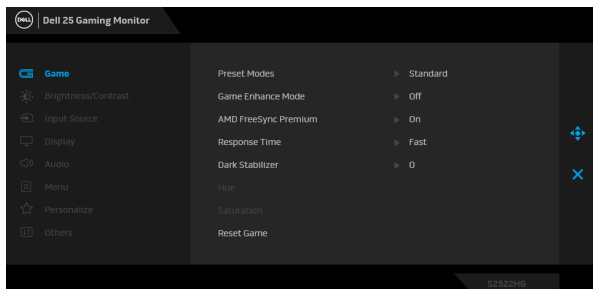 DELL
Dell 25 Gaming Monitor
Game
Brightness/Contrast
Input Source
Display
Audio
Menu
Personalize
Others
Preset Modes Standard
Game Enhance Mode Off
AMD FreeSync Premium On
Response Time Fast
Dark Stabilizer 0
Hue
Saturation
Reset Game
S2522HG